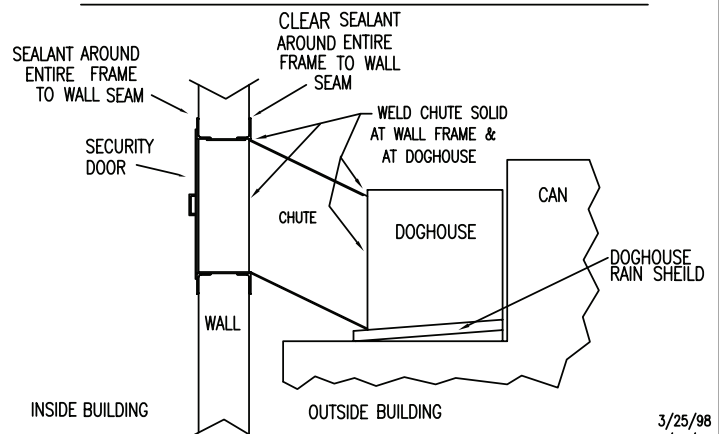 CLEAR SEALANT
AROUND ENTIRE
FRAME TO WALL
SEAM
SEALANT AROUND
ENTIRE FRAME
TO WALL SEAM
WELD CHUTE SOLID
AT WALL FRAME &
AT DOGHOUSE
SECURITY
DOOR
CAN
CHUTE
DOGHOUSE
DOGHOUSE
RAIN SHEILD
WALL
INSIDE BUILDING
OUTSIDE BUILDING
3/25/98